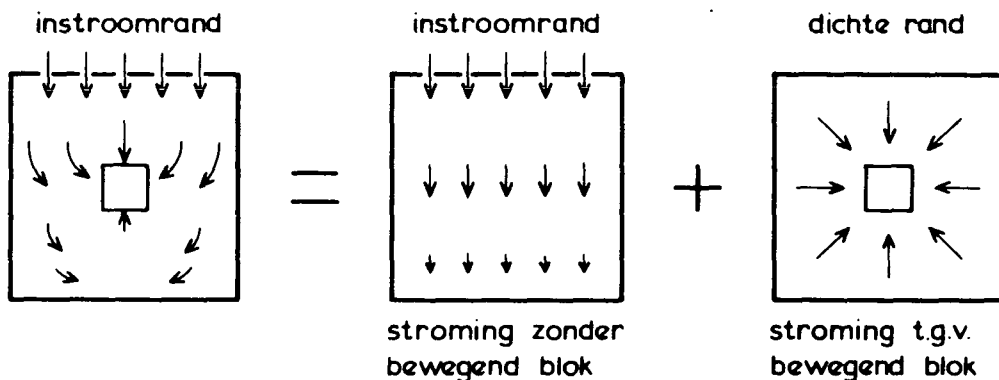 instroomrand
instroomrand
dichte rand
stroming zonder
bewegend blok
stroming t.g.v.
bewegend blok